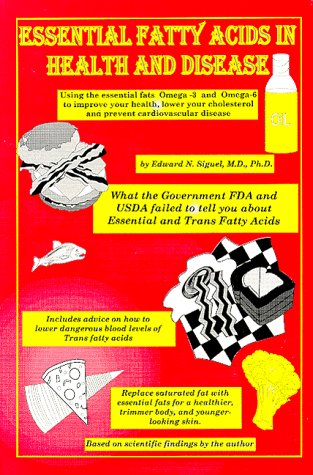 ESSENTIAL FATTY ACIDS IN
HEALTH AND DISEASE
Using the essential fats Omega -3 and Omega-6
to improve your health, lower your cholesterol
and prevent cardiovascular disease
OIL
by Edward N. Siguel, M.D., Ph.D.
What the Government FDA and
USDA failed to tell you about
Essential and Trans Fatty Acids
Includes advice on how to
lower dangerous blood levels of
Trans fatty acids
Replace saturated fat with
essential fats for a healthier,
trimmer body, and younger-
looking skin.
Based on scientific findings by the author